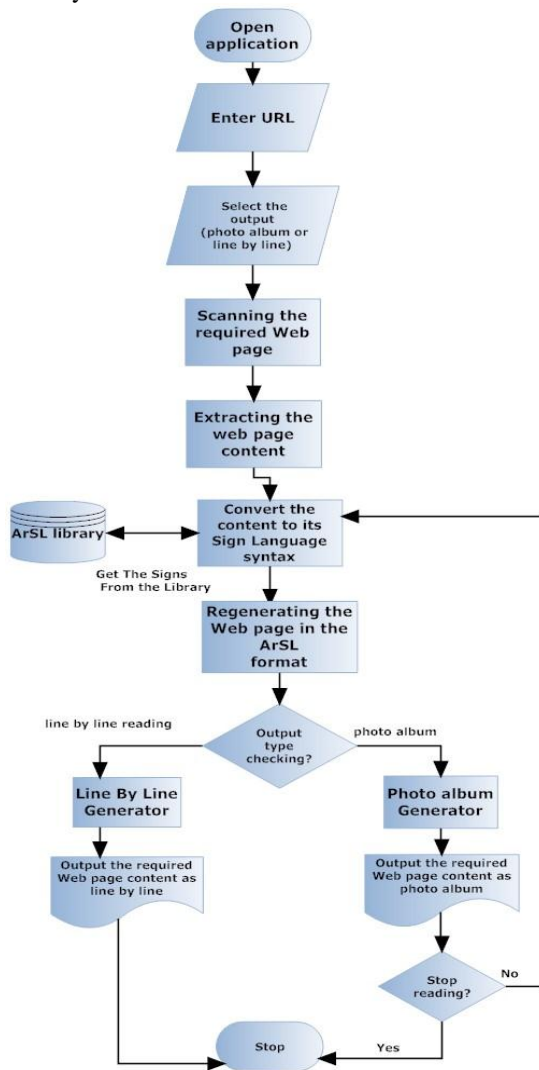 Open
application
Enter URL
Select the
output
(photo album or
line by line)
Scanning the
required Web
page
Extracting the
web page
content
Convert the
content to its
Sign Language
syntax
ArSL library
Get The Signs
From the Library
Regenerating the
Web page in the
ArSL
format
line by line reading
Output
type
checking?
photo album
Line By Line
Generator
Photo album
Generator
Output the required
Web page content as
line by line
Output the required
Web page content as
photo album
Stop
reading?
No
Yes
Stop